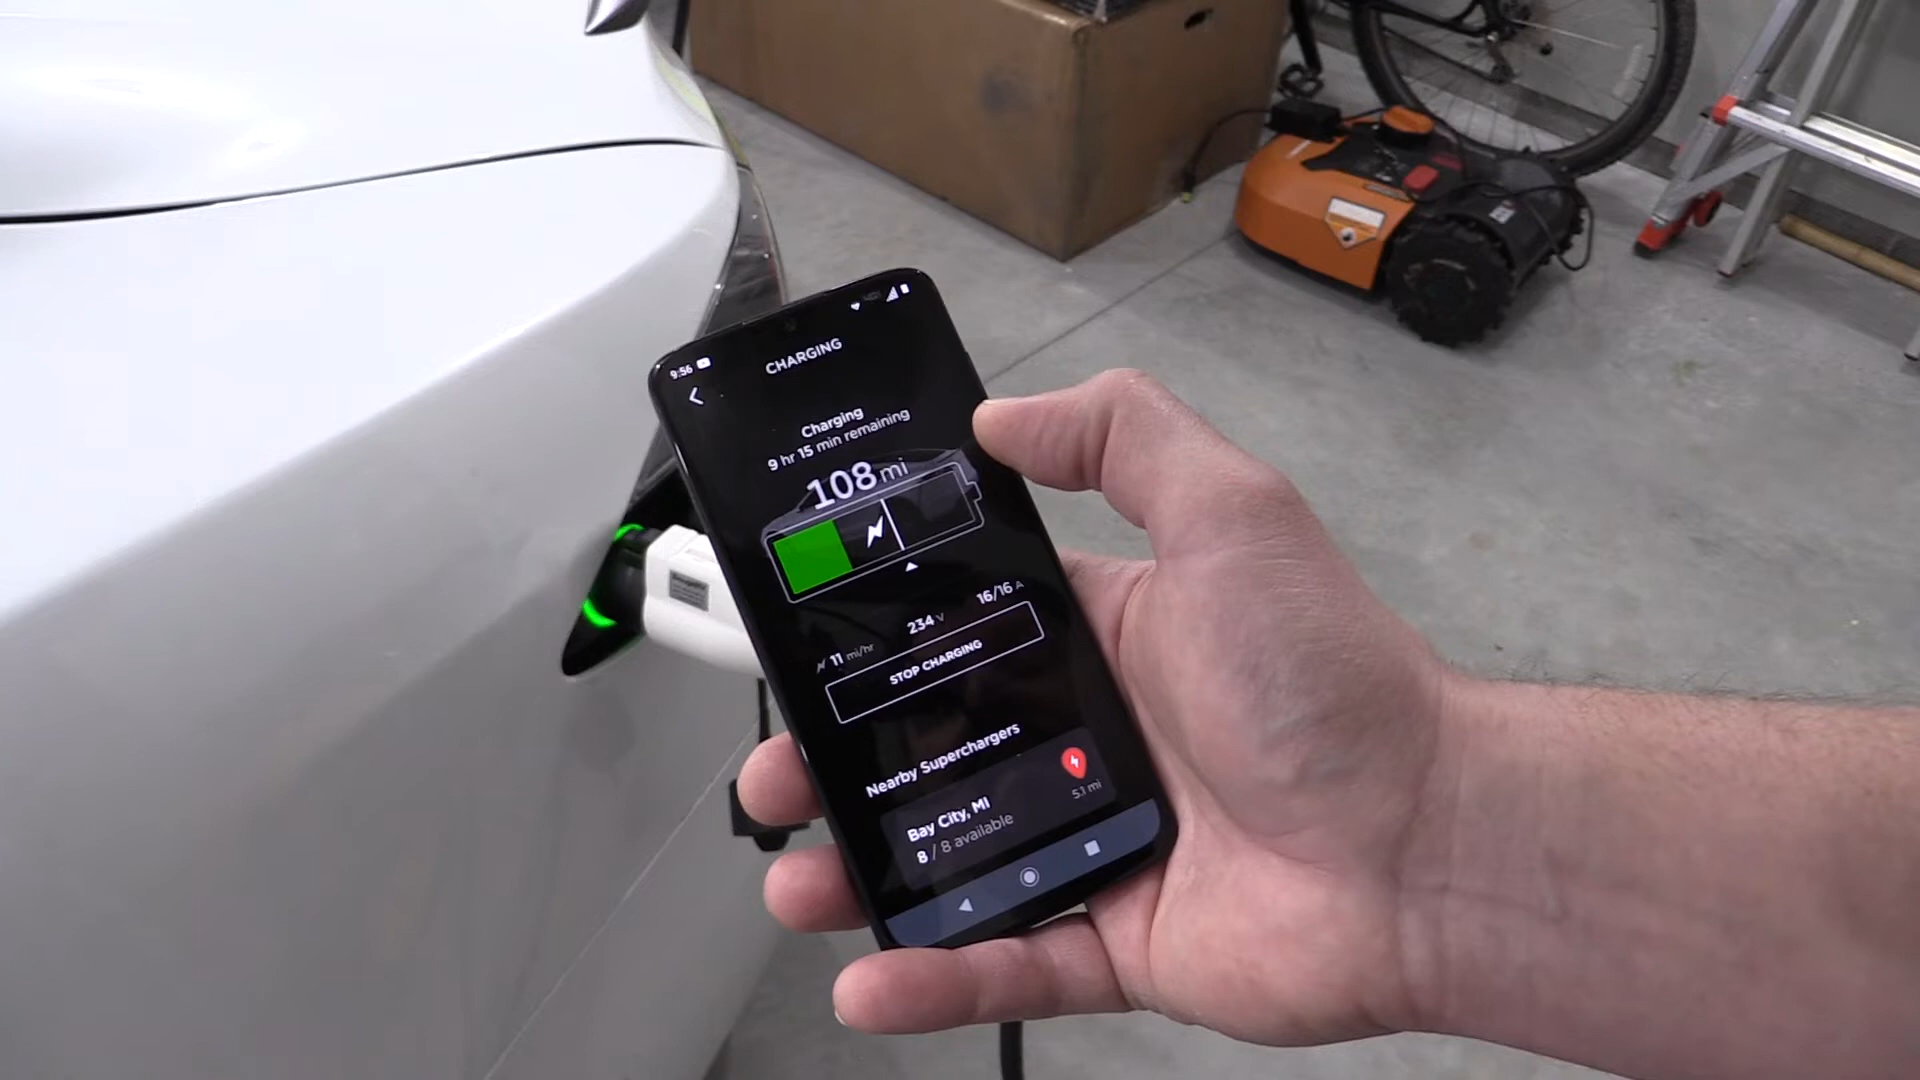 9:56
CHARGING
Charging
9 hr 15 min remaining
108 mi
11 mi/hr
234 V
16/16 A
STOP CHARGING
Nearby Superchargers
Bay City, MI
5.1 mi
8 / 8 available